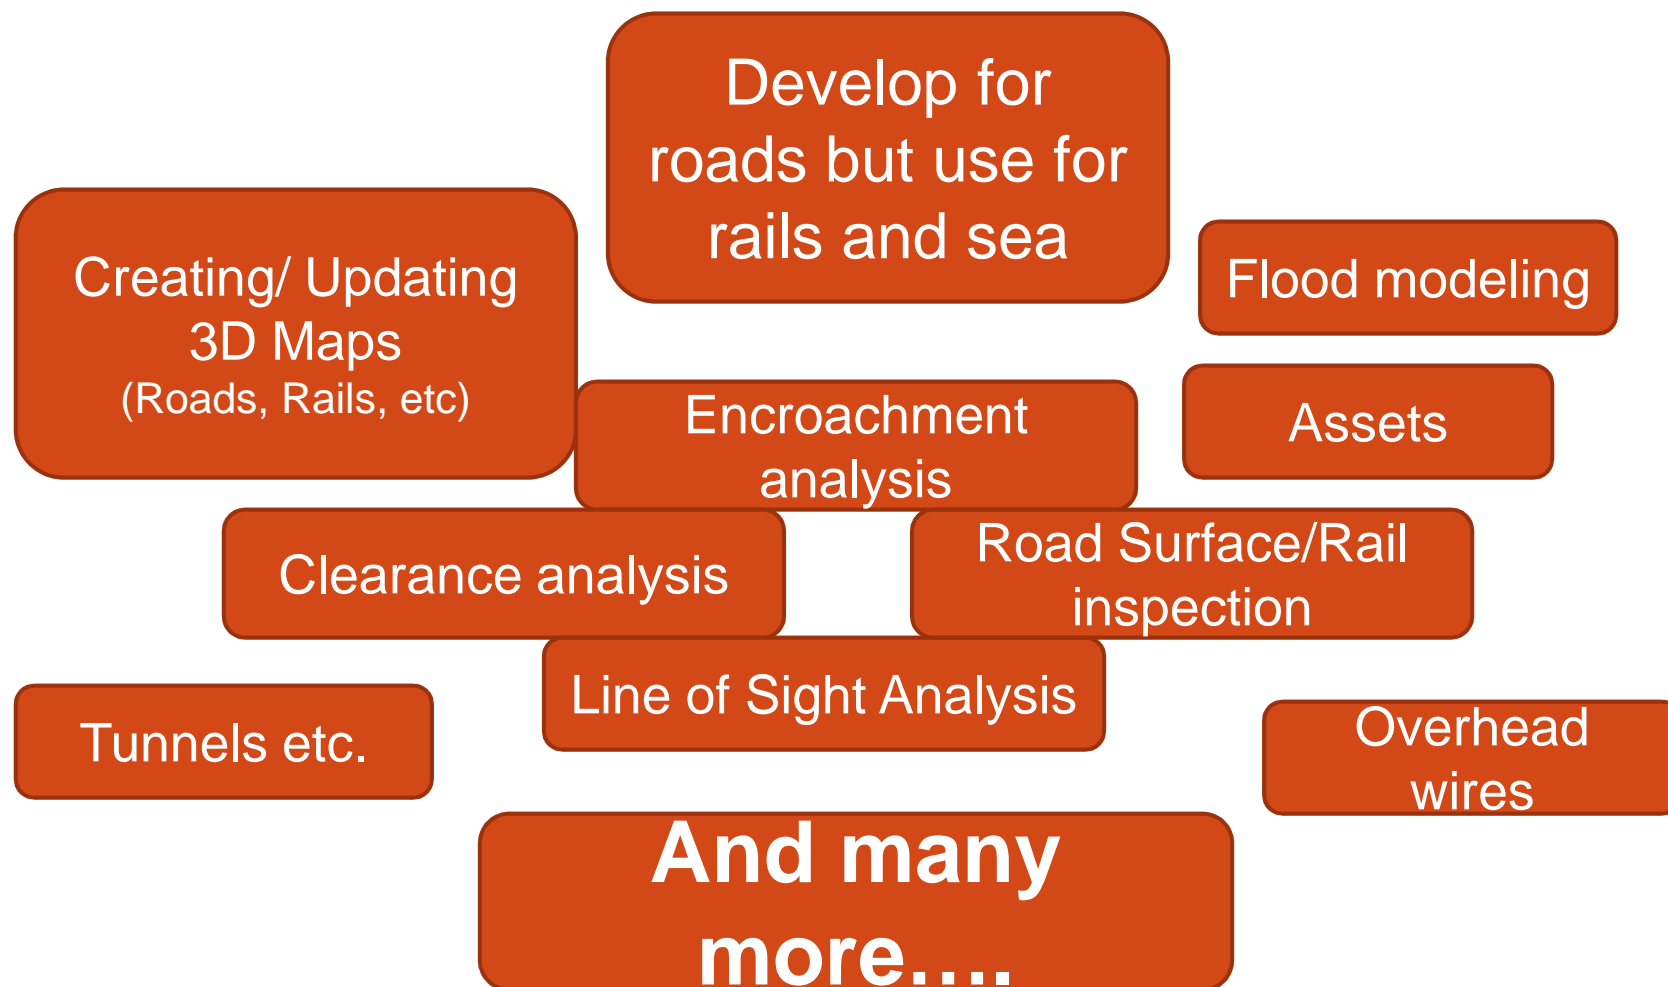 Develop for
roads but use for
rails and sea
Creating/ Updating
3D Maps
(Roads, Rails, etc)
Flood modeling
Encroachment
analysis
Assets
Clearance analysis
Road Surface/Rail
inspection
Line of Sight Analysis
Tunnels etc.
Overhead
wires
And many
more....